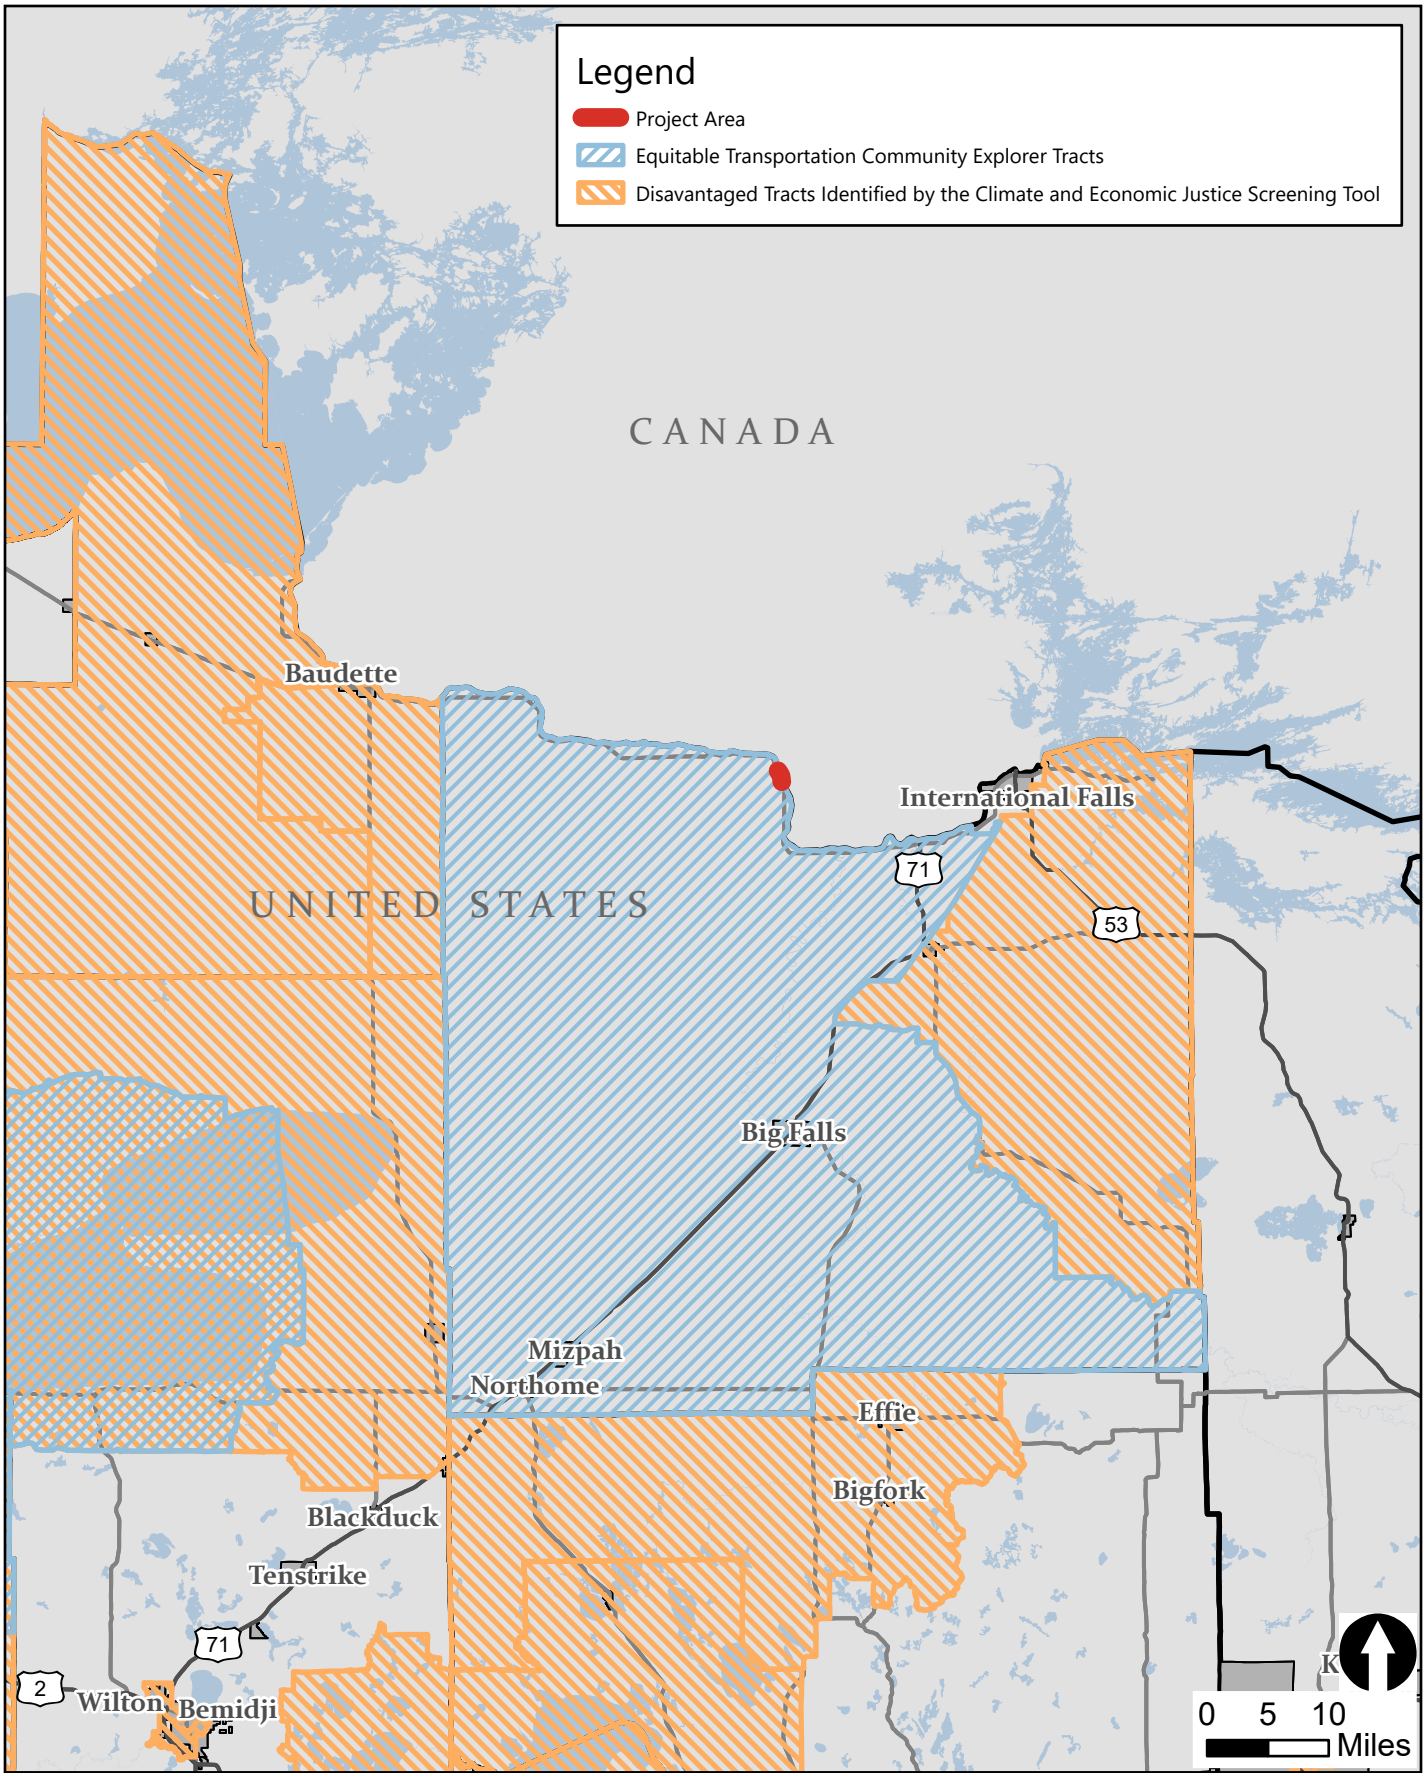 Legend
Project Area
Equitable Transportation Community Explorer Tracts
Disavantaged Tracts Identified by the Climate and Economic Justice Screening Tool
CANADA
Baudette
International Falls
71
UNITED STATES
53
Big Falls
Mizpah
Northome
Effie
Bigfork
Blackduck
Tenstrike
71
2
Wilton
Bemidji
K
0 5 10
Miles